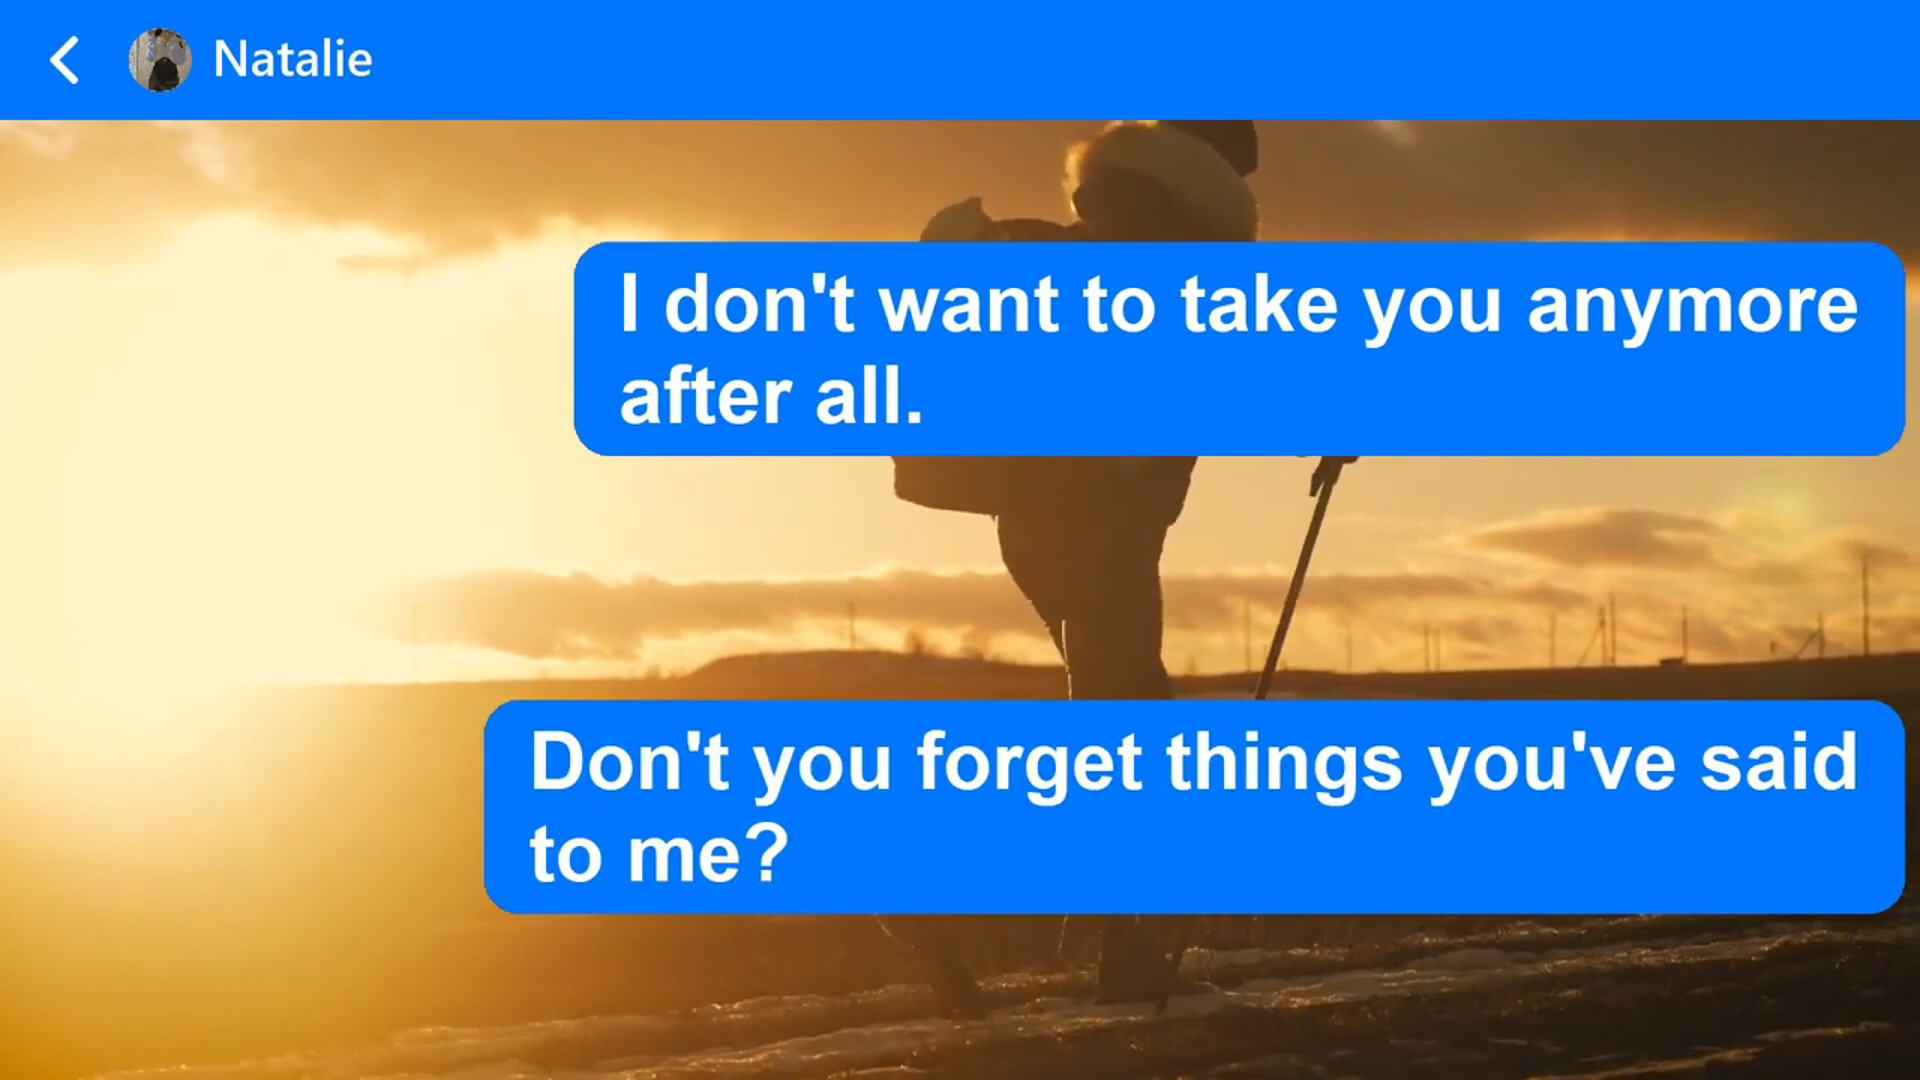 Natalie
I don't want to take you anymore
after all.
Don't you forget things you've said
to me?